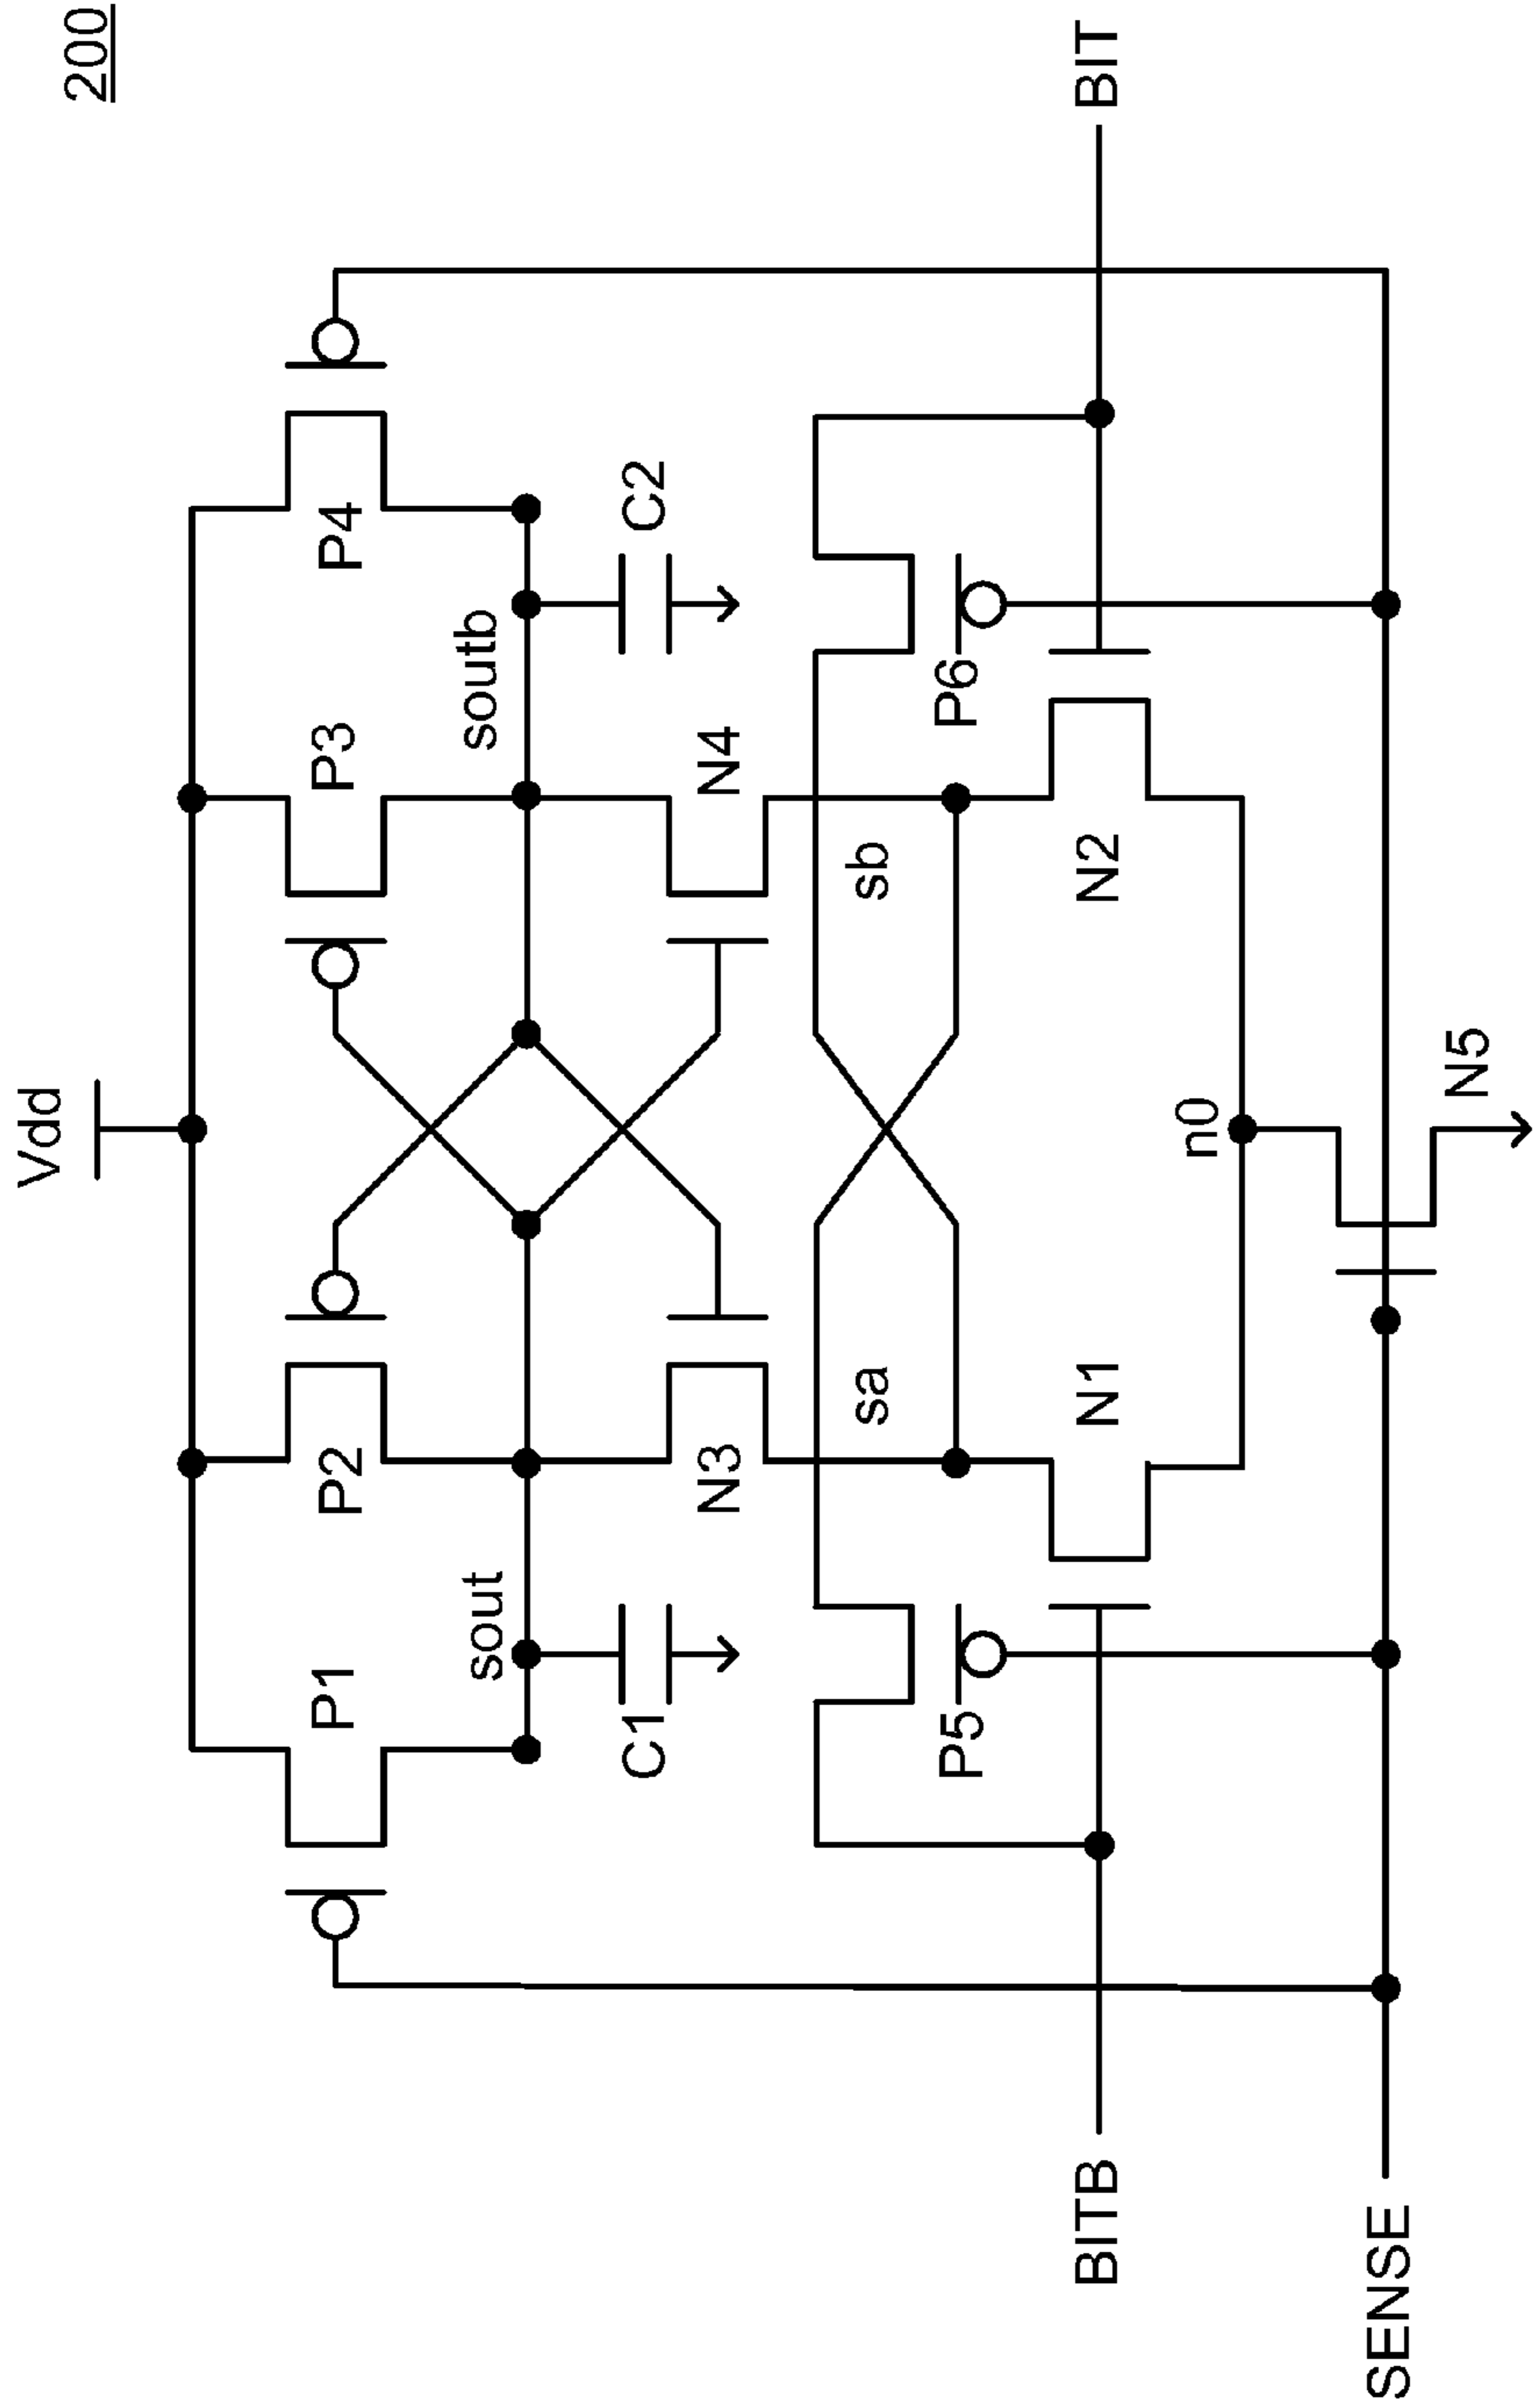 200
Vdd
P1
P2
P3
P4
sout
soutb
C1
N3
N4
C2
sa
sb
P5
P6
BITB
N1
N2
BIT
n0
SENSE
N5